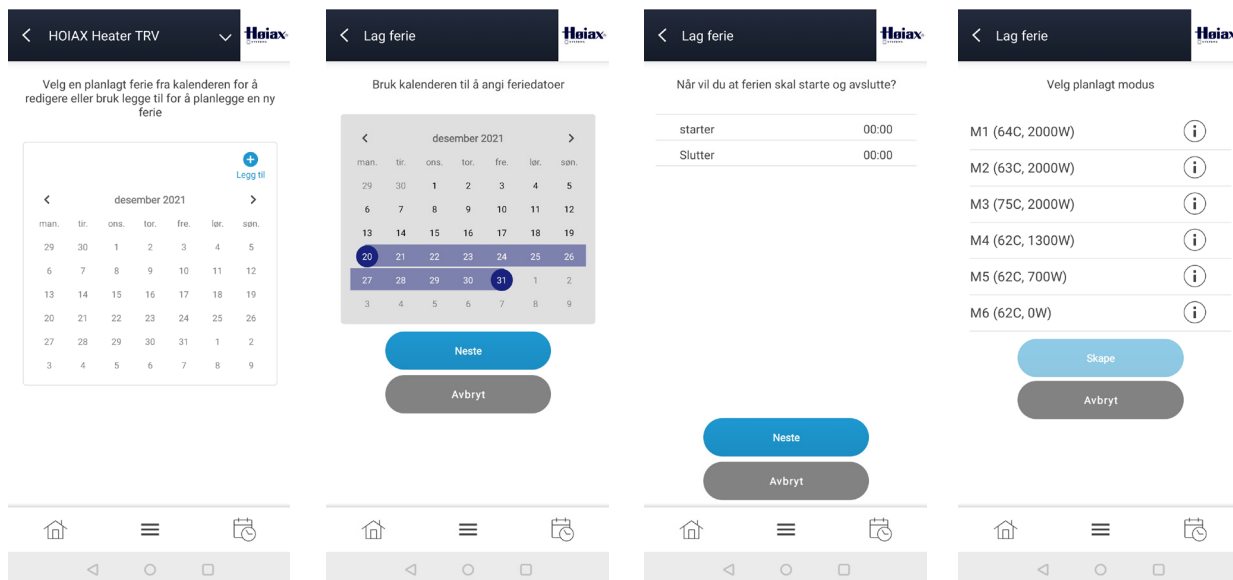 HOIAX Heater TRV
Høiax
SYSTEMS
Velg en planlagt ferie fra kalenderen for å
redigere eller bruk legge til for å planlegge en ny
ferie
Legg til
desember 2021
man. tir. ons. tor. fre. lør. søn.
29 30 1 2 3 4 5
6 7 8 9 10 11 12
13 14 15 16 17 18 19
20 21 22 23 24 25 26
27 28 29 30 31 1 2
3 4 5 6 7 8 9
Lag ferie
Høiax
SYSTEMS
Bruk kalenderen til å angi feriedatoer
desember 2021
man. tir. ons. tor. fre. lør. søn.
29 30 1 2 3 4 5
6 7 8 9 10 11 12
13 14 15 16 17 18 19
20 21 22 23 24 25 26
27 28 29 30 31 1 2
3 4 5 6 7 8 9
Neste
Avbryt
Lag ferie
Høiax
SYSTEMS
Når vil du at ferien skal starte og avslutte?
starter 00:00
Slutter 00:00
Neste
Avbryt
Lag ferie
Høiax
SYSTEMS
Velg planlagt modus
M1 (64C, 2000W)
M2 (63C, 2000W)
M3 (75C, 2000W)
M4 (62C, 1300W)
M5 (62C, 700W)
M6 (62C, 0W)
Skape
Avbryt